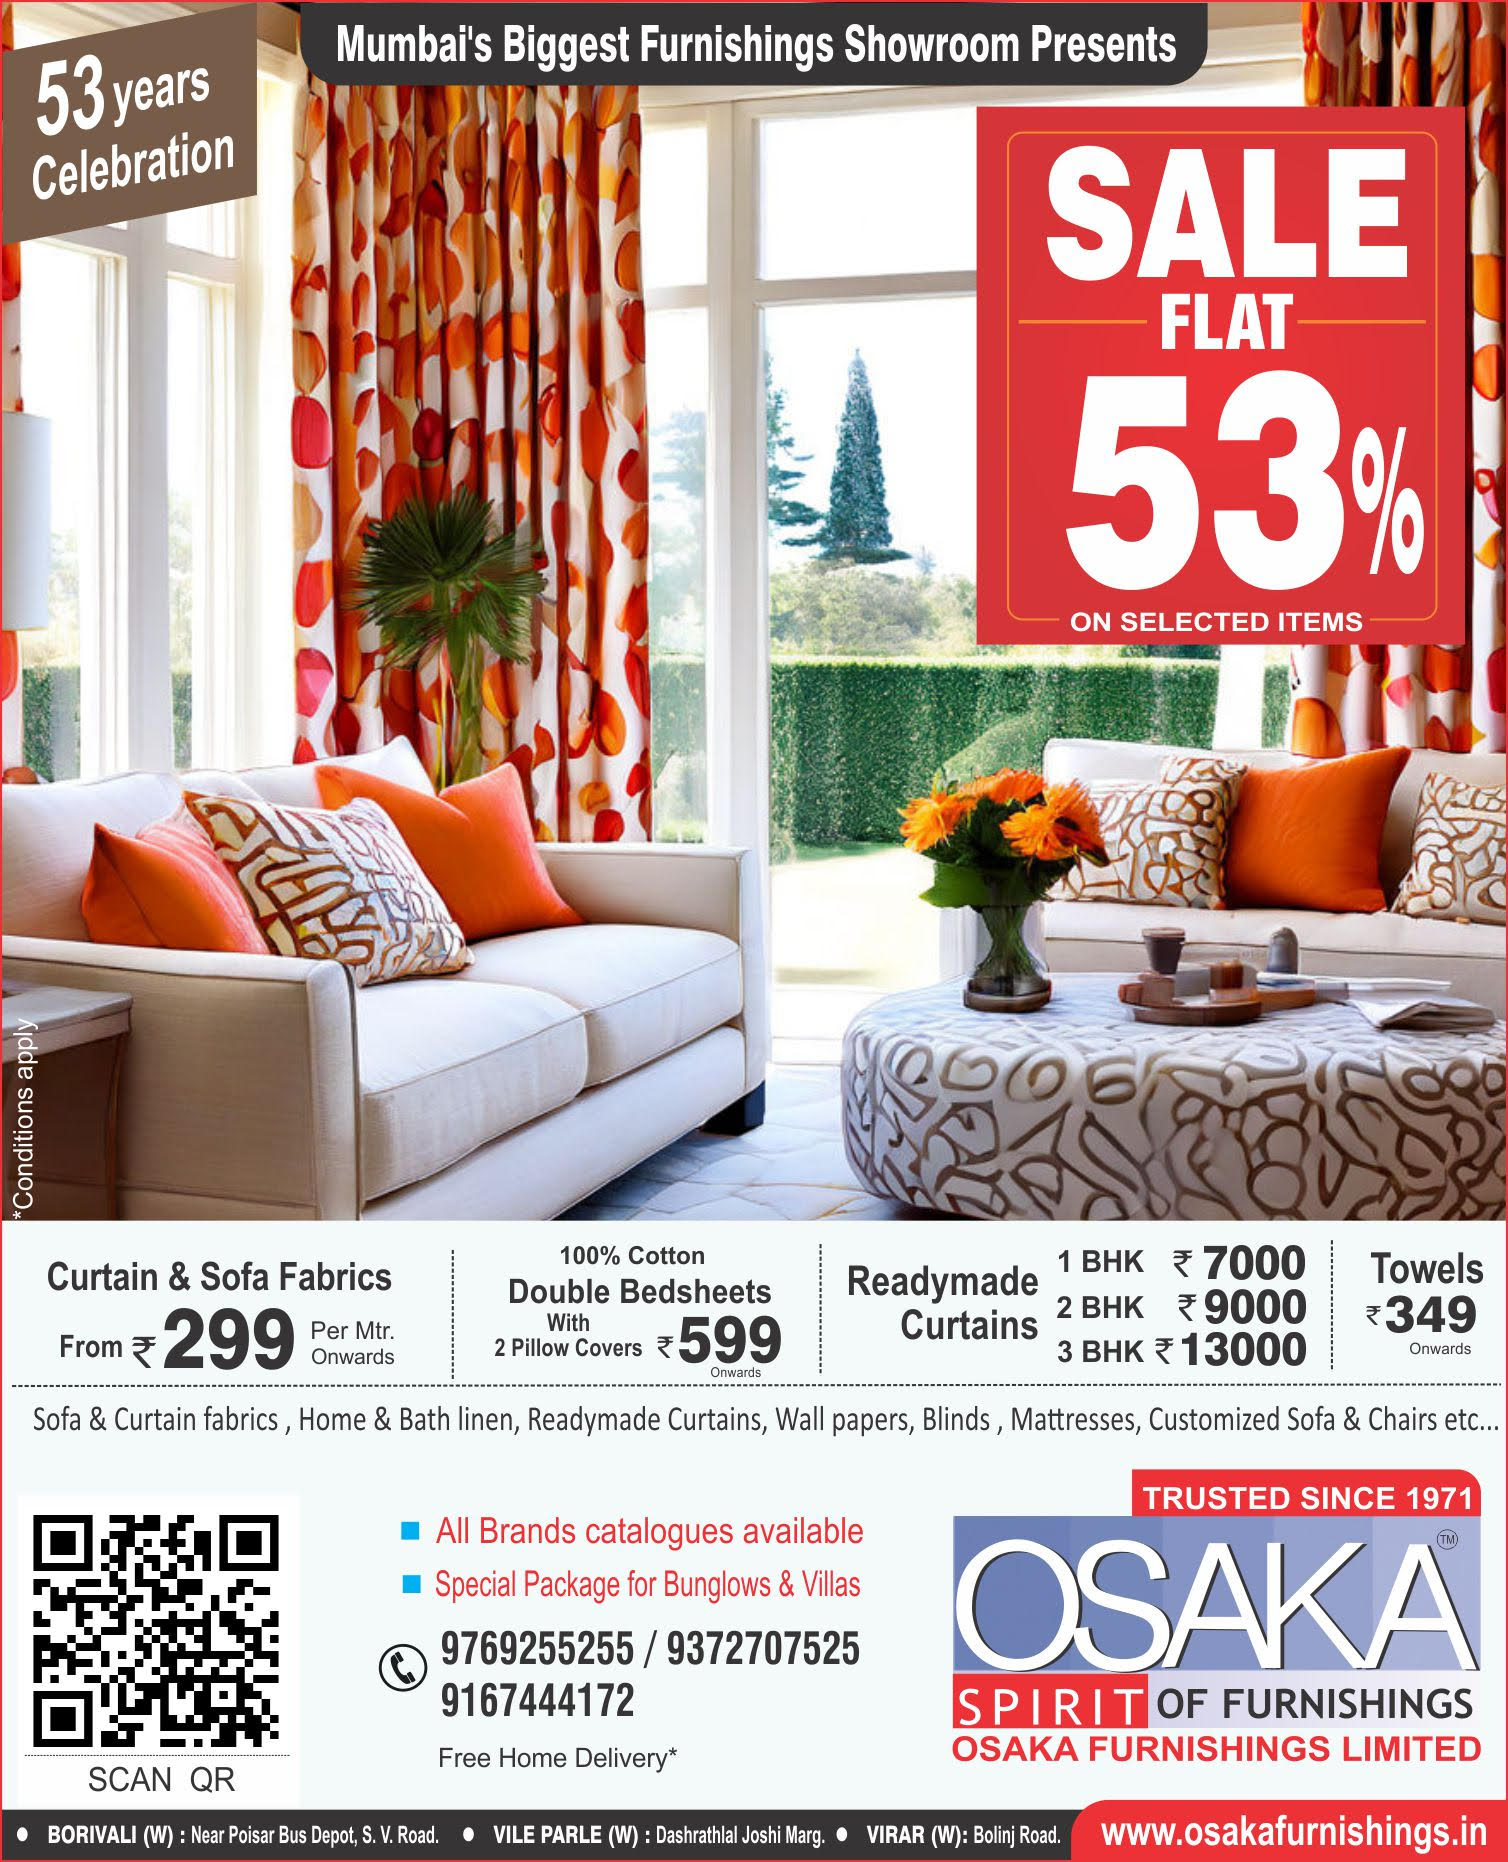 Mumbai's Biggest Furnishings Showroom Presents
53 years
Celebration
SALE
FLAT
53%
ON SELECTED ITEMS
*Conditions apply
Curtain & Sofa Fabrics
From ₹ 299 Per Mtr. Onwards
100% Cotton
Double Bedsheets
With
2 Pillow Covers ₹ 599
Onwards
Readymade
Curtains
1 BHK ₹ 7000
2 BHK ₹ 9000
3 BHK ₹ 13000
Towels
₹ 349
Onwards
Sofa & Curtain fabrics , Home & Bath linen, Readymade Curtains, Wall papers, Blinds , Mattresses, Customized Sofa & Chairs etc...
SCAN QR
All Brands catalogues available
Special Package for Bunglows & Villas
9769255255 / 9372707525
9167444172
Free Home Delivery*
TRUSTED SINCE 1971
OSAKA TM
SPIRIT OF FURNISHINGS
OSAKA FURNISHINGS LIMITED
• BORIVALI (W) : Near Poisar Bus Depot, S. V. Road. • VILE PARLE (W) : Dashrathlal Joshi Marg. • VIRAR (W): Bolinj Road.
www.osakafurnishings.in